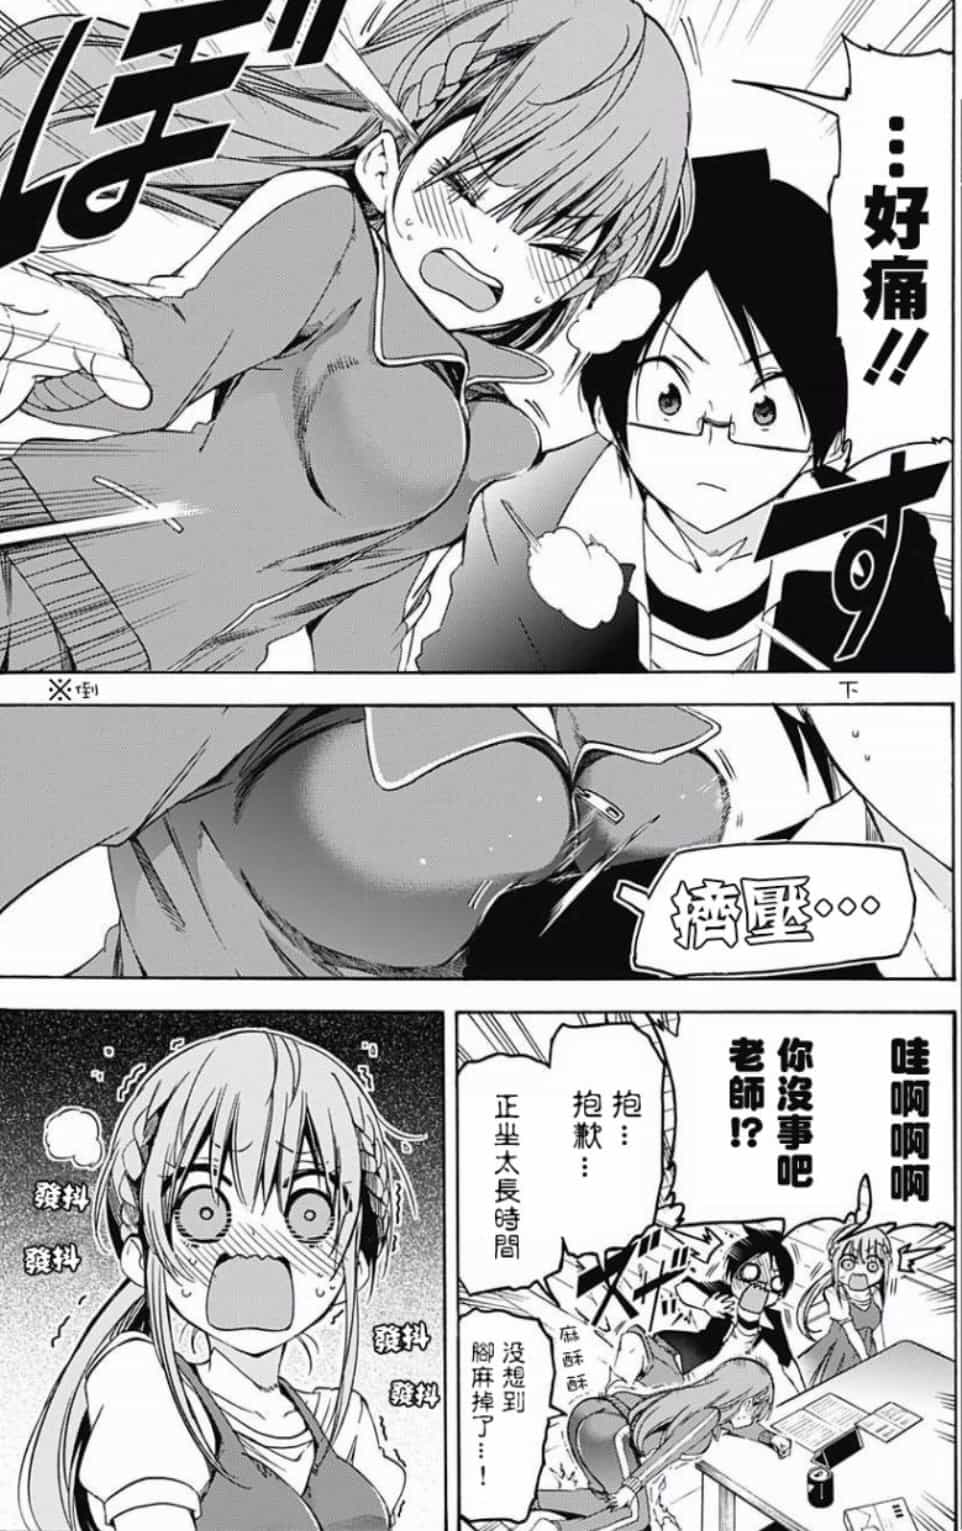 …好痛!!
ぼすっ
※倒下
擠壓…
哇啊啊啊
你沒事吧
老師!?
抱…
抱歉…
正坐太長時間
没想到
腳麻掉了…!
麻酥酥
發抖
發抖
發抖
發抖